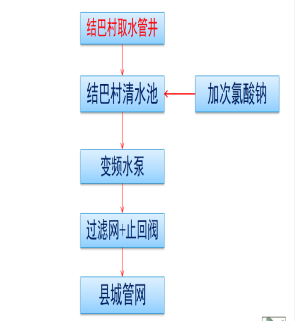 结巴村取水管井
结巴村清水池
加次氯酸钠
变频水泵
过滤网+止回阀
县城管网